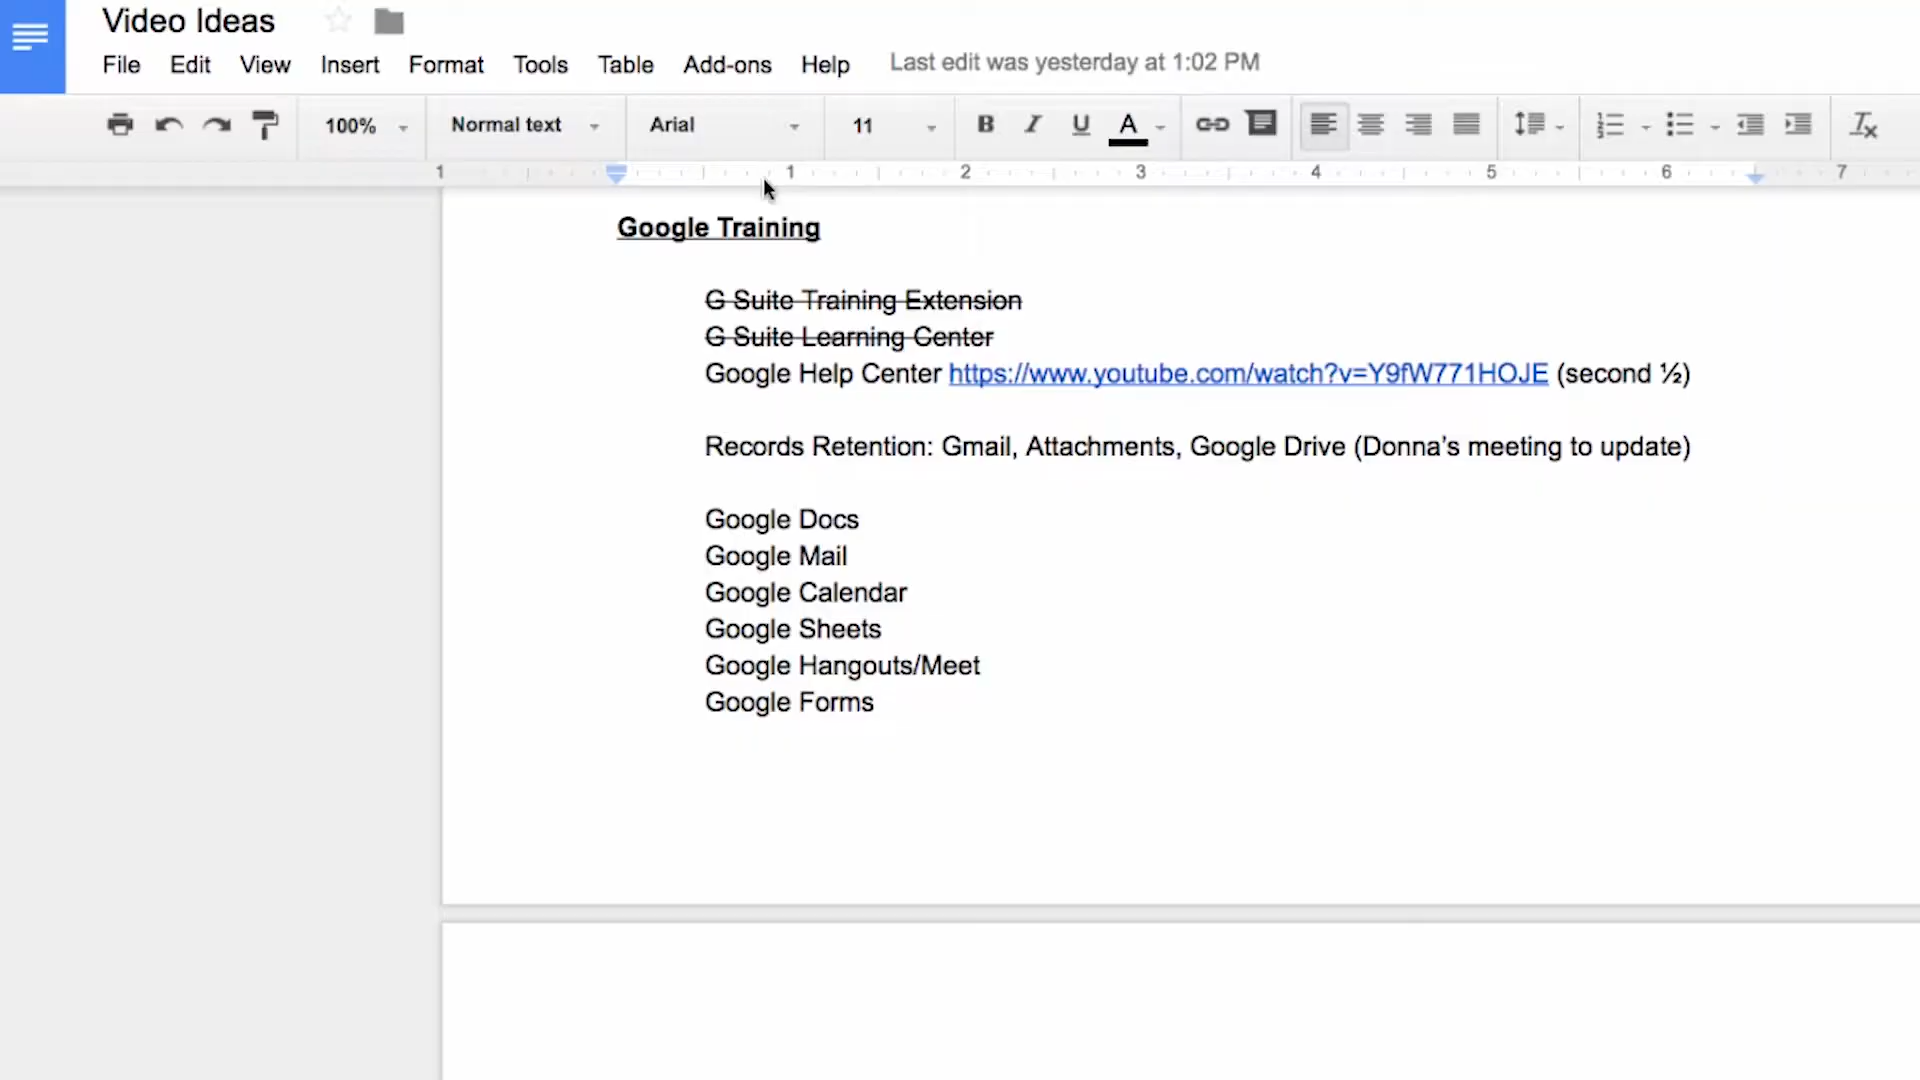 Video Ideas
File Edit View Insert Format Tools Table Add-ons Help Last edit was yesterday at 1:02 PM
100% Normal text Arial 11 B I U A
1 1 2 3 4 5 6 7
Google Training
G Suite Training Extension
G Suite Learning Center
Google Help Center https://www.youtube.com/watch?v=Y9fW771HOJE (second ½)
Records Retention: Gmail, Attachments, Google Drive (Donna's meeting to update)
Google Docs
Google Mail
Google Calendar
Google Sheets
Google Hangouts/Meet
Google Forms